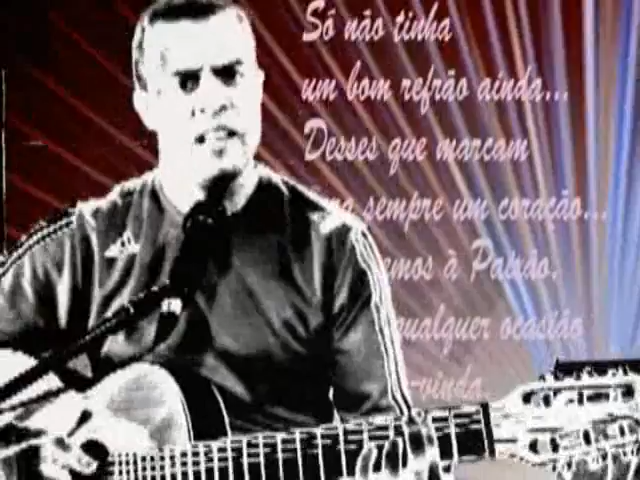 Só não tinha
um bom refrão ainda...
Desses que marcam
sempre um coração...
à Paixão.
qualquer ocasião